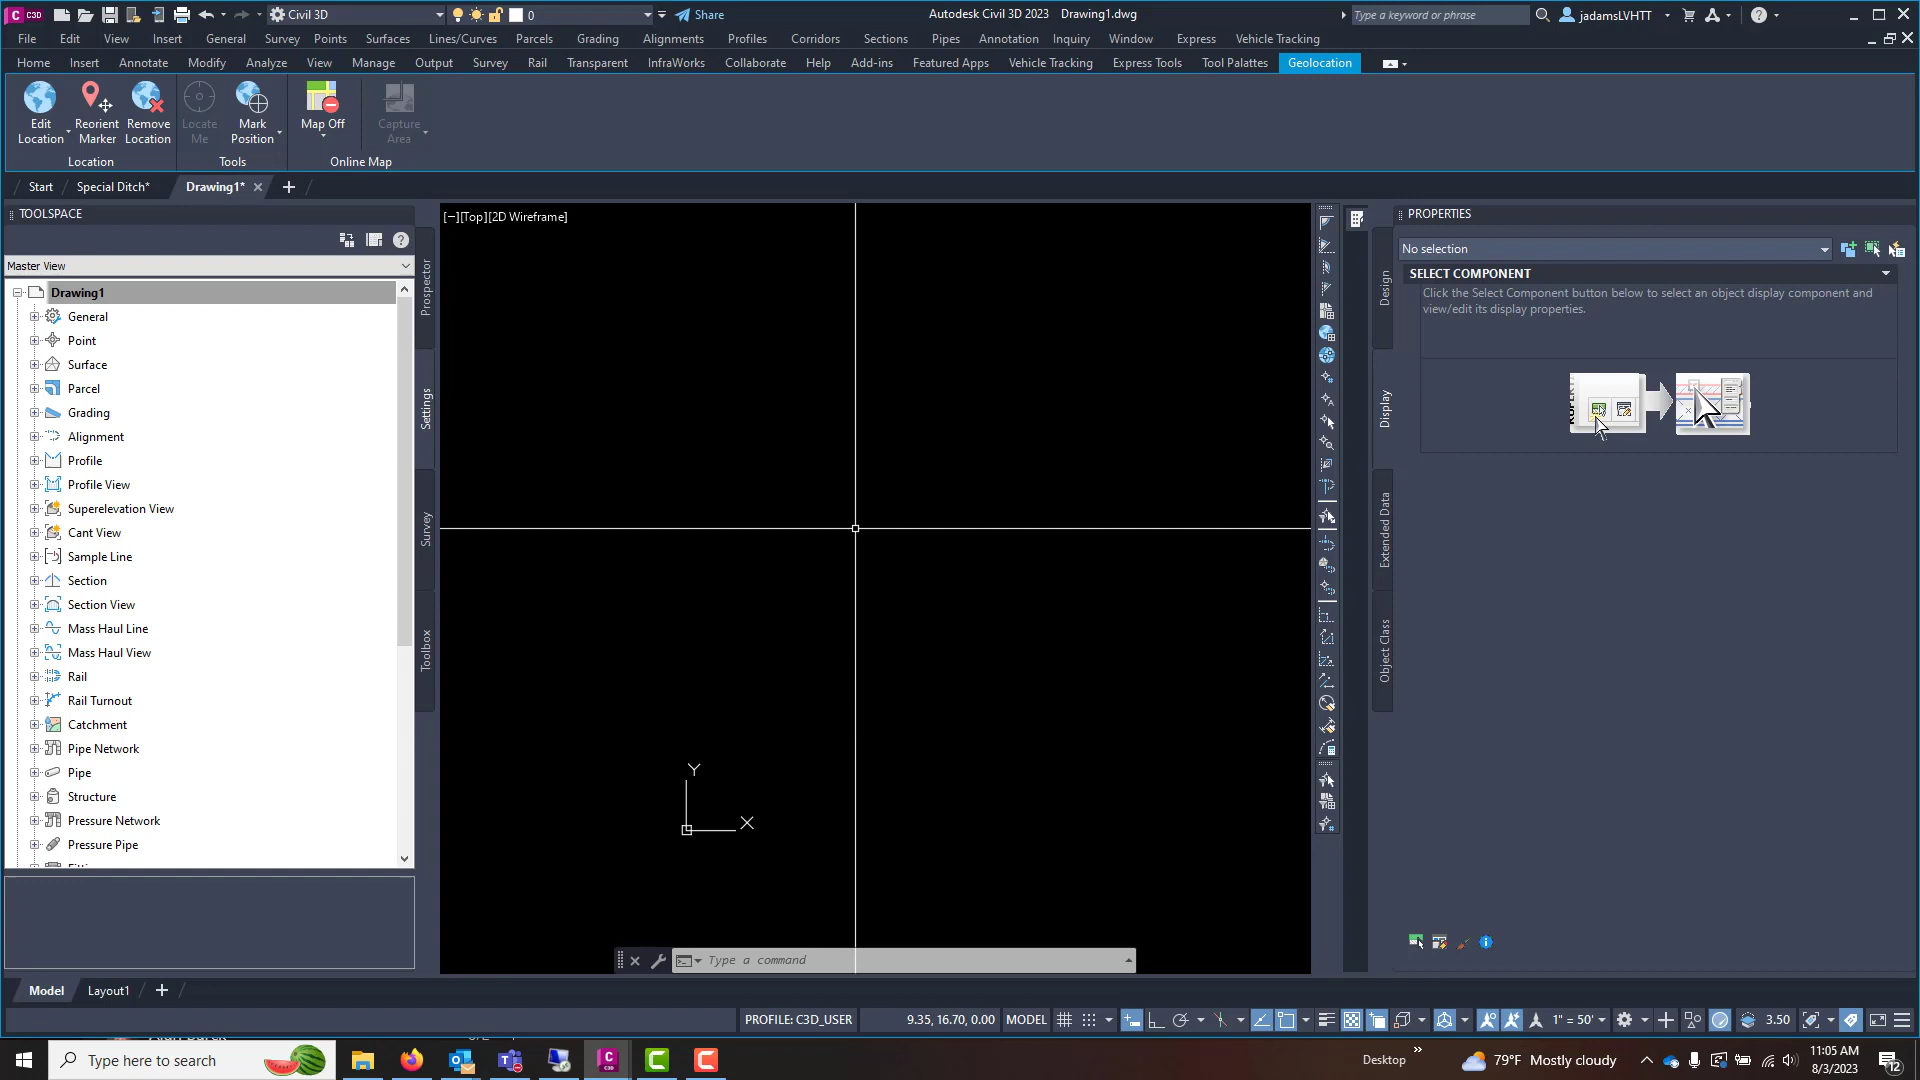 C3D
Civil 3D
0
Share
Autodesk Civil 3D 2023 Drawing1.dwg
Type a keyword or phrase
jadamsLVHTT
File Edit View Insert General Survey Points Surfaces Lines/Curves Parcels Grading Alignments Profiles Corridors Sections Pipes Annotation Inquiry Window Express Vehicle Tracking
Home Insert Annotate Modify Analyze View Manage Output Survey Rail Transparent InfraWorks Collaborate Help Add-ins Featured Apps Vehicle Tracking Express Tools Tool Palettes Geolocation
Edit Location
Reorient Marker
Remove Location
Locate Me
Mark Position
Map Off
Capture Area
Location Tools Online Map
Start Special Ditch* Drawing1*
TOOLSPACE
Master View
Drawing1
General
Point
Surface
Parcel
Grading
Alignment
Profile
Profile View
Superelevation View
Cant View
Sample Line
Section
Section View
Mass Haul Line
Mass Haul View
Rail
Rail Turnout
Catchment
Pipe Network
Pipe
Structure
Pressure Network
Pressure Pipe
Prospector
Settings
Survey
Toolbox
[−][Top][2D Wireframe]
Y
X
Type a command
PROPERTIES
No selection
SELECT COMPONENT
Click the Select Component button below to select an object display component and
view/edit its display properties.
Design
Display
Extended Data
Object Class
Model Layout1
PROFILE: C3D_USER 9.35, 16.70, 0.00 MODEL 1" = 50' 3.50
Type here to search
Desktop
79°F Mostly cloudy
11:05 AM
8/3/2023
12